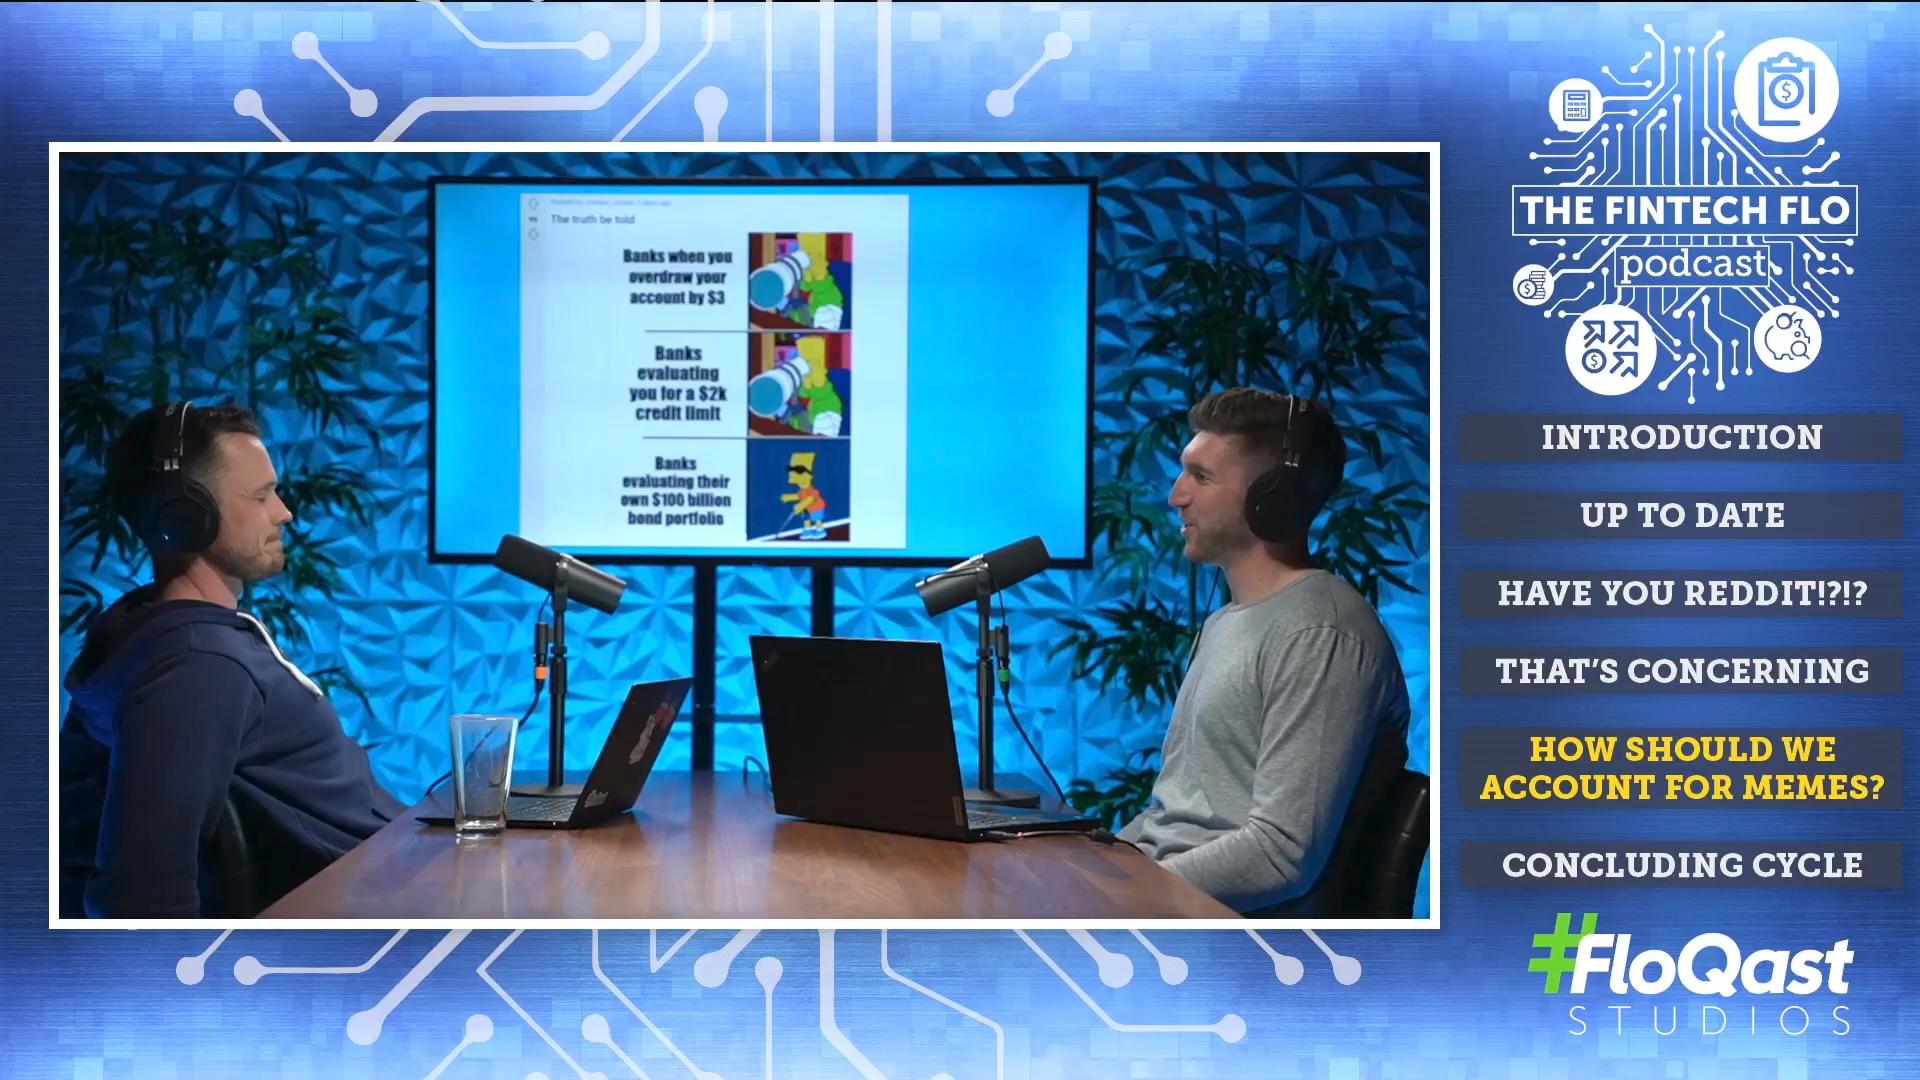 The truth be told
Banks when you
overdraw your
account by $3
Banks
evaluating
you for a $2k
credit limit
Banks
evaluating their
own $100 billion
bond portfolio
THE FINTECH FLO
podcast
INTRODUCTION
UP TO DATE
HAVE YOU REDDIT!?!?
THAT'S CONCERNING
HOW SHOULD WE
ACCOUNT FOR MEMES?
CONCLUDING CYCLE
#FloQast
STUDIOS